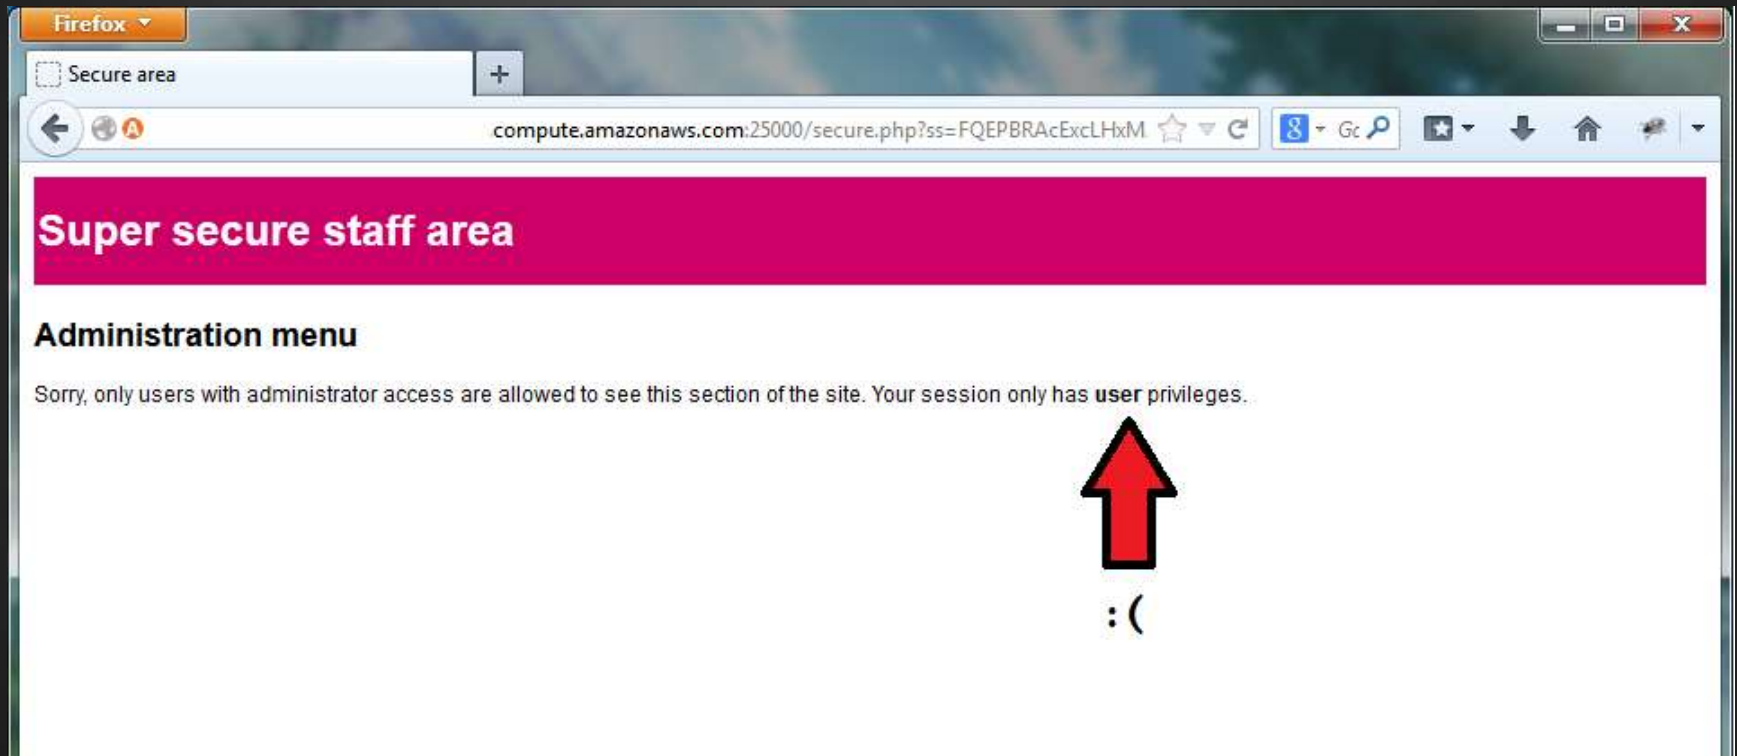 Firefox
Secure area
compute.amazonaws.com:25000/secure.php?ss=FQEPBRAcExcLHxM
8 Gc
Super secure staff area
Administration menu
Sorry, only users with administrator access are allowed to see this section of the site. Your session only has user privileges.
:(